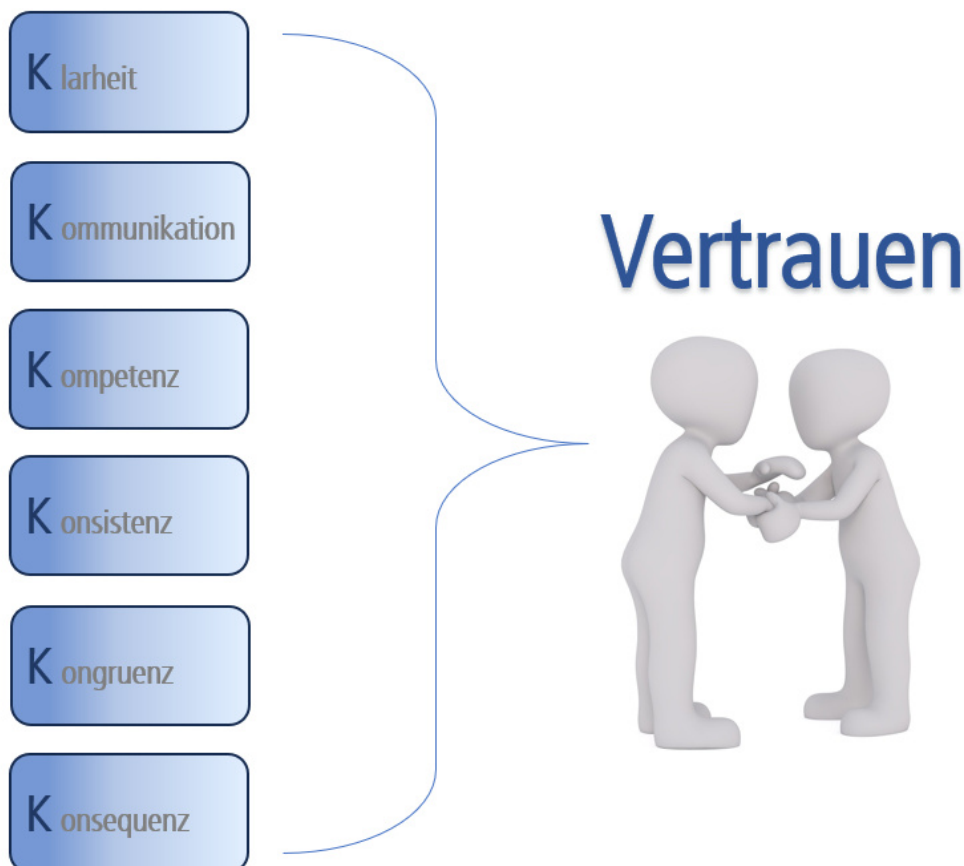 Klarheit
Kommunikation
Kompetenz
Konsistenz
Kongruenz
Konsequenz
Vertrauen